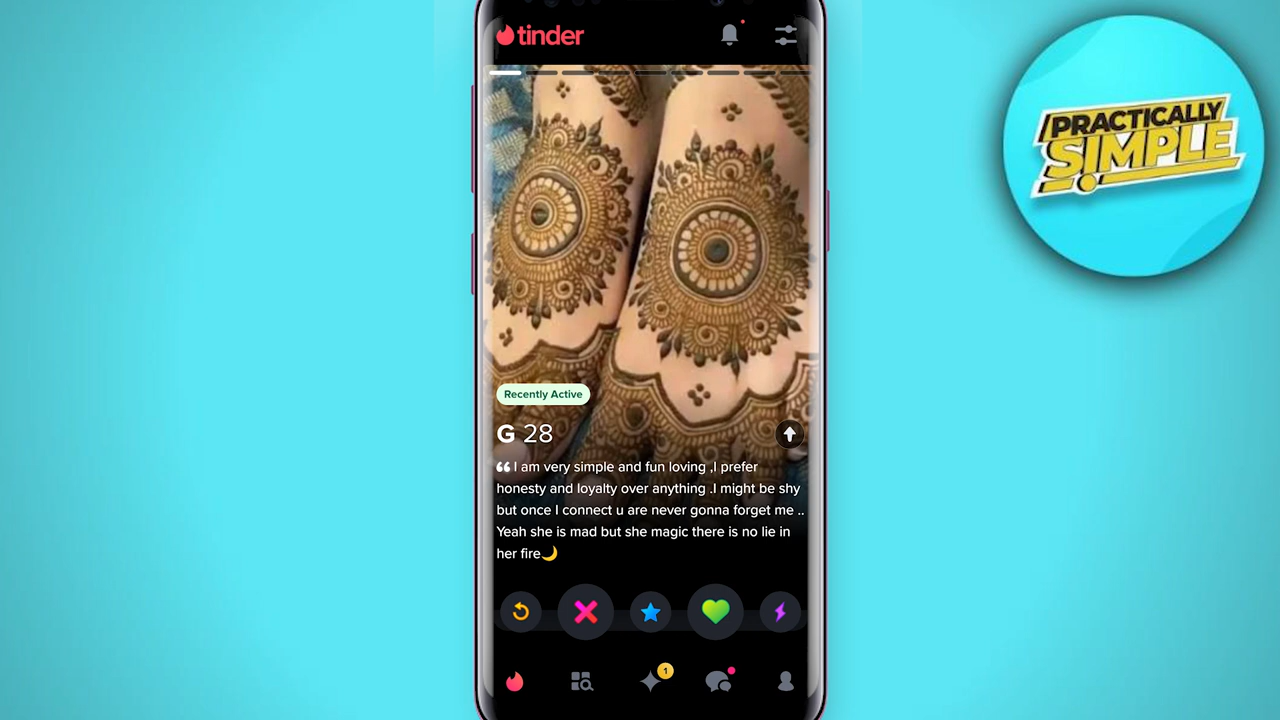 tinder
PRACTICALLY
SIMPLE
Recently Active
G 28
❝ I am very simple and fun loving ,I prefer
honesty and loyalty over anything .I might be shy
but once I connect u are never gonna forget me ..
Yeah she is mad but she magic there is no lie in
her fire🌙
1